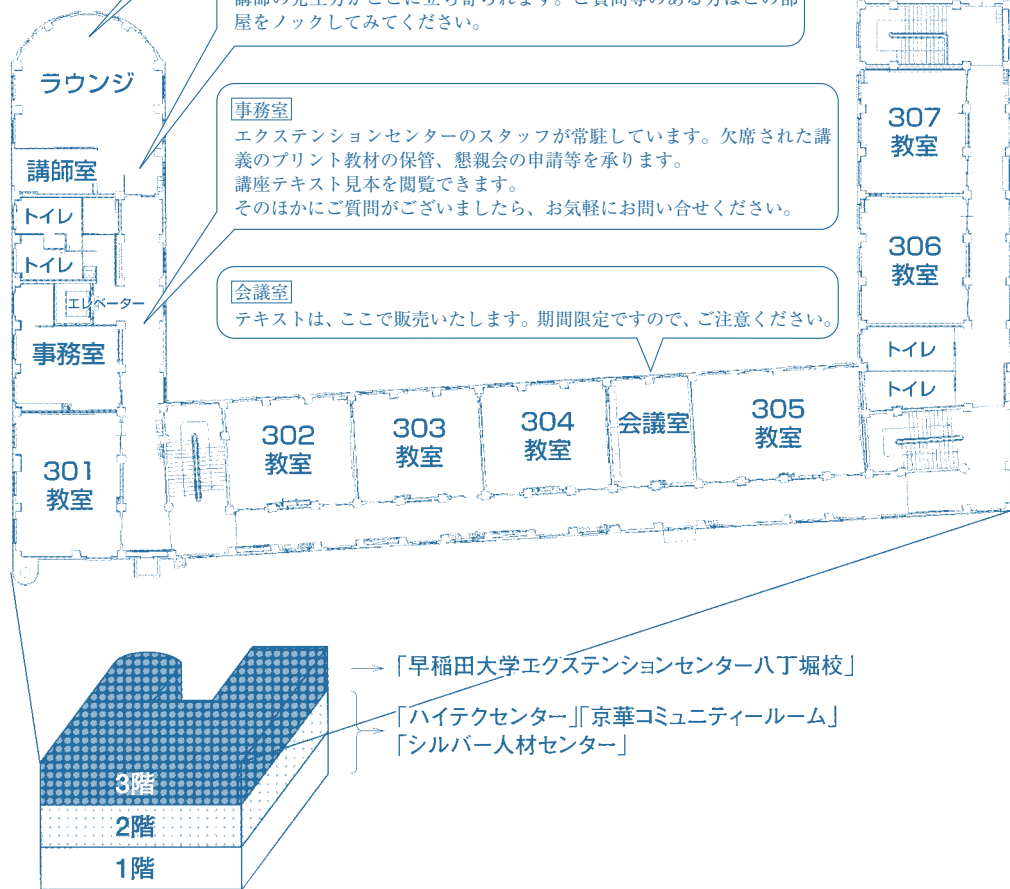 講師の先生方がここに立ち寄られます。ご質問等のある方はこの部
屋をノックしてみてください。
ラウンジ
講師室
トイレ
トイレ
エレベーター
事務室
301
教室
事務室
エクステンションセンターのスタッフが常駐しています。欠席された講
義のプリント教材の保管、懇親会の申請等を承ります。
講座テキスト見本を閲覧できます。
そのほかにご質問がございましたら、お気軽にお問い合せください。
会議室
テキストは、ここで販売いたします。期間限定ですので、ご注意ください。
302
教室
303
教室
304
教室
会議室
305
教室
307
教室
306
教室
トイレ
トイレ
「早稲田大学エクステンションセンター八丁堀校」
「ハイテクセンター」「京華コミュニティールーム」
「シルバー人材センター」
3階
2階
1階